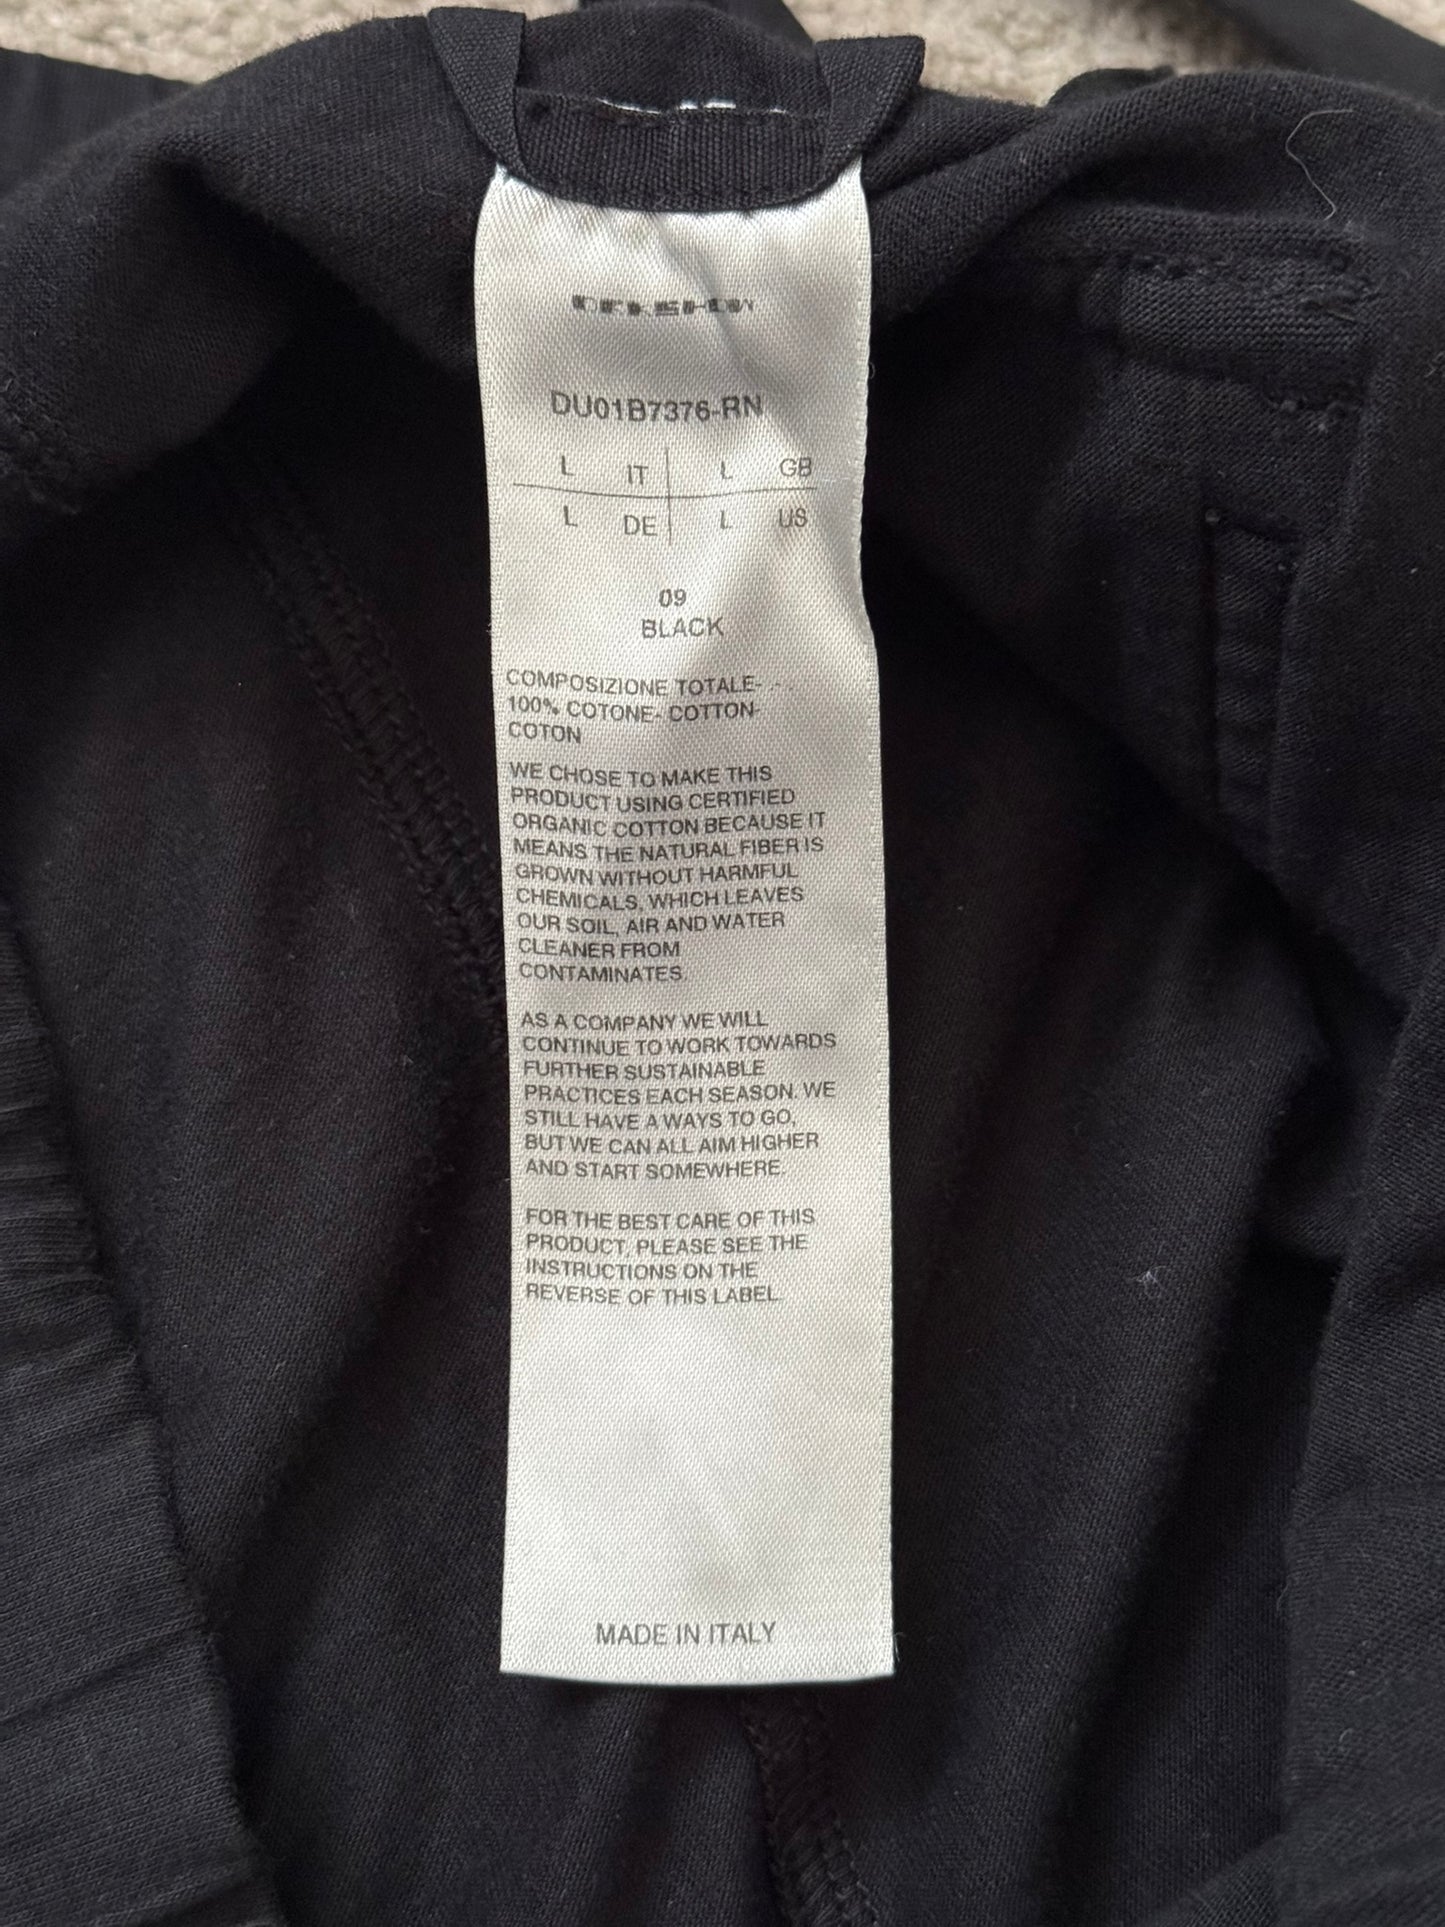 DRKSHDW
DU01B7376-RN
L IT L GB
L DE L US
09
BLACK
COMPOSIZIONE TOTALE-
100% COTONE- COTTON-
COTON
WE CHOSE TO MAKE THIS
PRODUCT USING CERTIFIED
ORGANIC COTTON BECAUSE IT
MEANS THE NATURAL FIBER IS
GROWN WITHOUT HARMFUL
CHEMICALS, WHICH LEAVES
OUR SOIL, AIR AND WATER
CLEANER FROM
CONTAMINATES.
AS A COMPANY WE WILL
CONTINUE TO WORK TOWARDS
FURTHER SUSTAINABLE
PRACTICES EACH SEASON. WE
STILL HAVE A WAYS TO GO,
BUT WE CAN ALL AIM HIGHER
AND START SOMEWHERE.
FOR THE BEST CARE OF THIS
PRODUCT, PLEASE SEE THE
INSTRUCTIONS ON THE
REVERSE OF THIS LABEL.
MADE IN ITALY